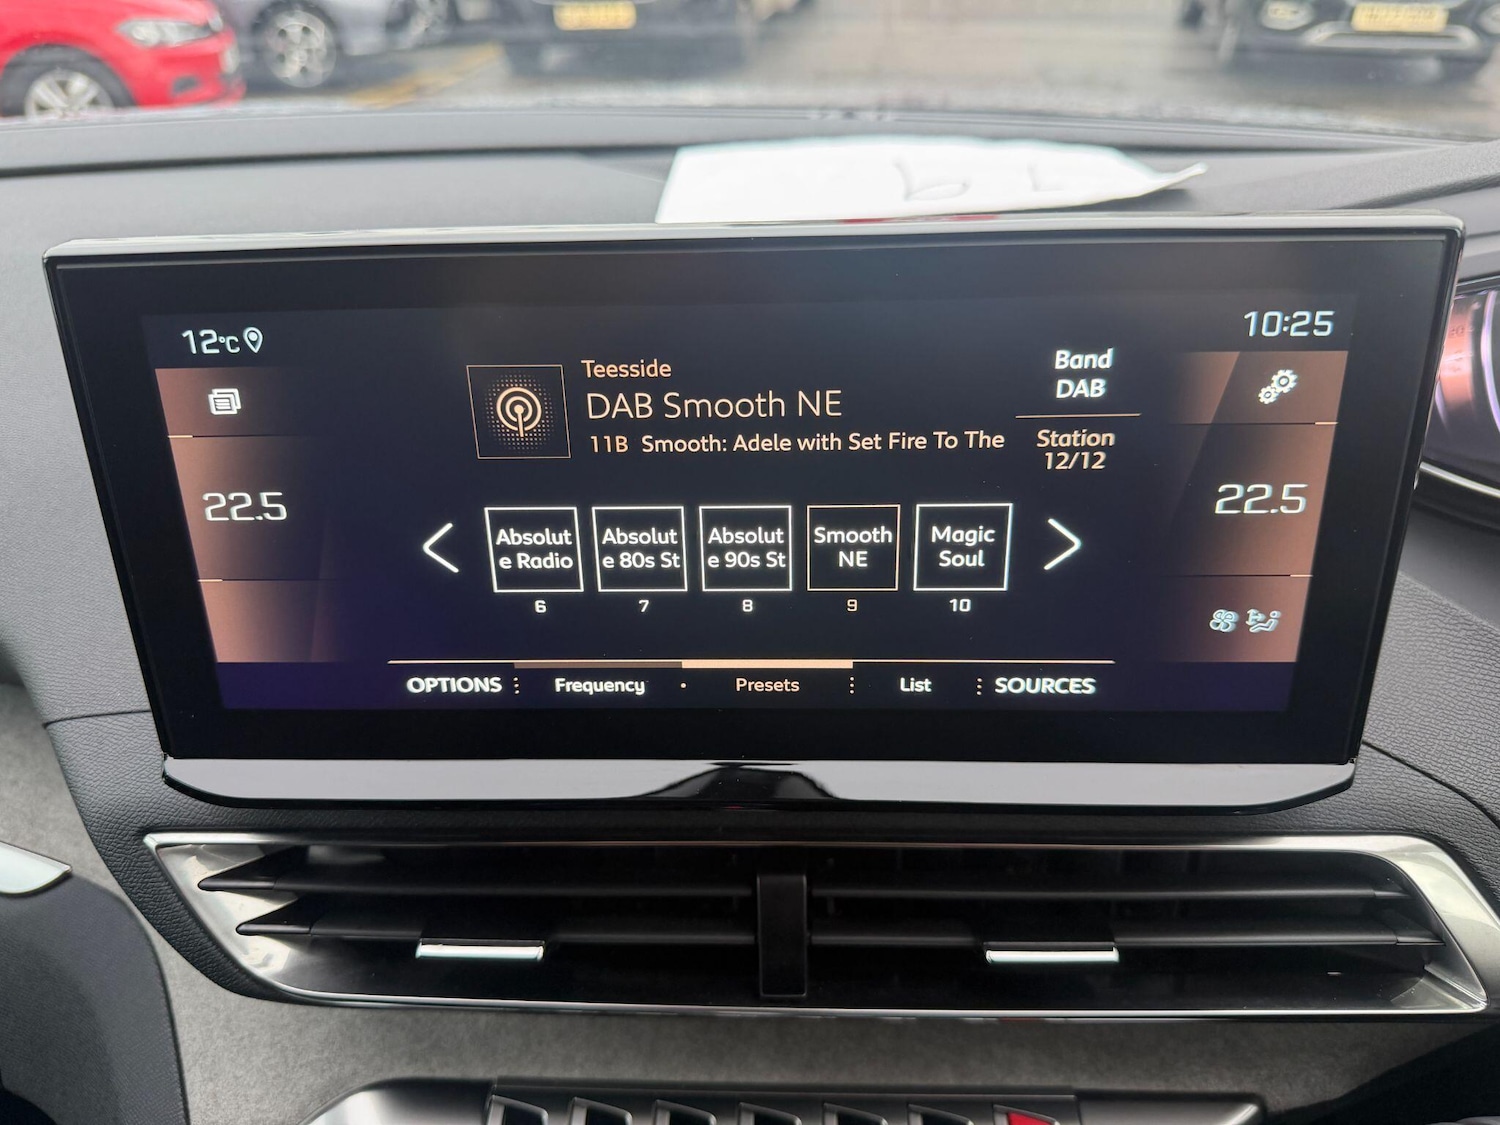 12°C
10:25
Teesside
DAB Smooth NE
11B Smooth: Adele with Set Fire To The
Band
DAB
Station
12/12
22.5
22.5
Absolut
e Radio
6
Absolut
e 80s St
7
Absolut
e 90s St
8
Smooth
NE
9
Magic
Soul
10
OPTIONS
Frequency
Presets
List
SOURCES